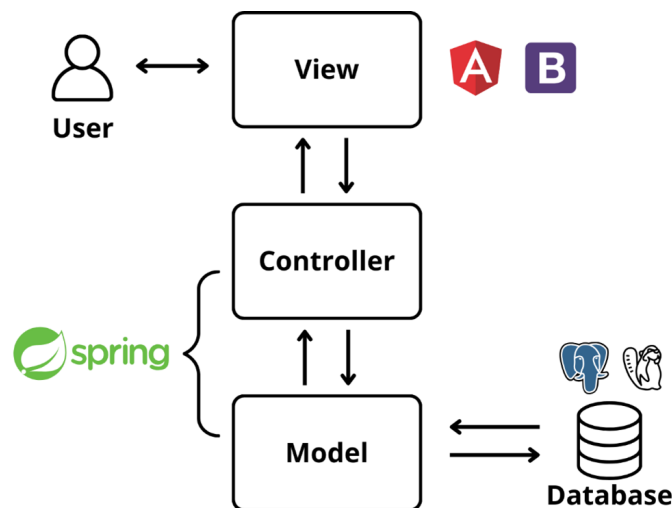 View
A
B
User
Controller
spring
Model
Database